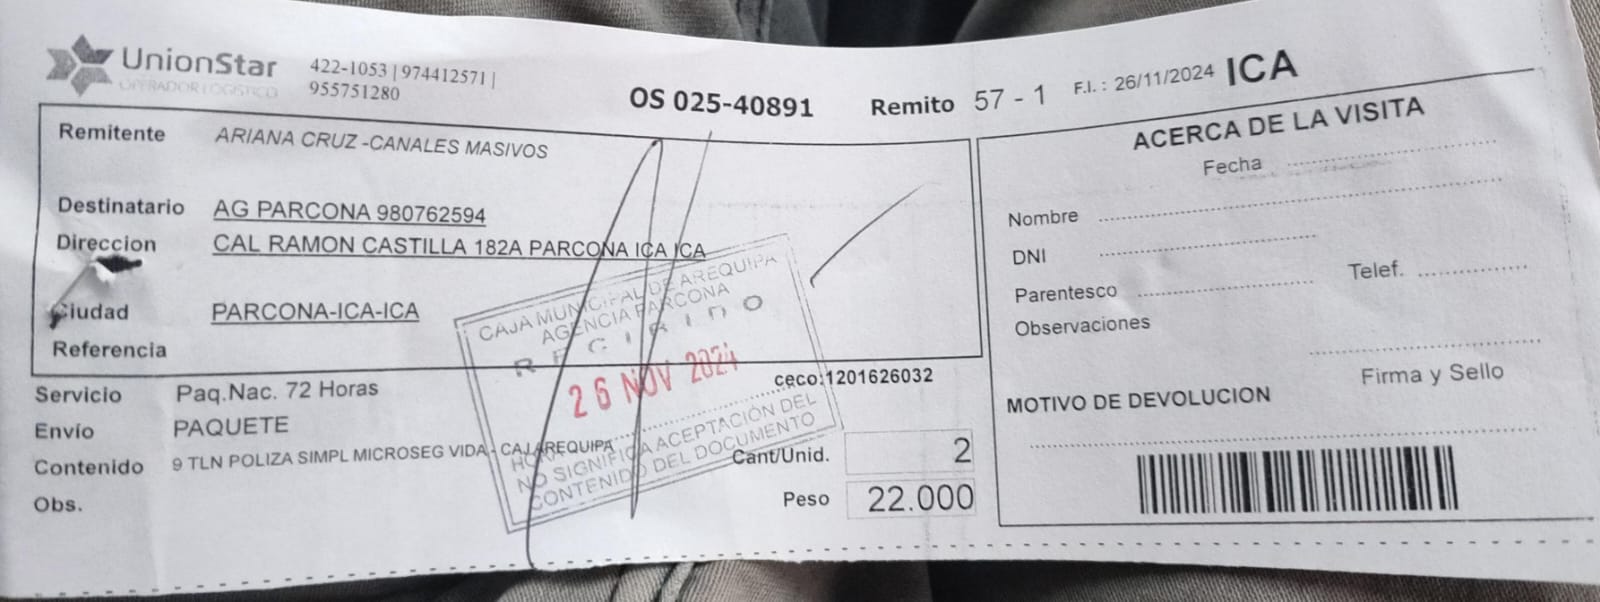 UnionStar
OPERADOR LOGISTICO
422-1053 | 974412571 |
955751280
OS 025-40891
Remito 57 - 1
F.I. : 26/11/2024 ICA
Remitente ARIANA CRUZ -CANALES MASIVOS
Destinatario AG PARCONA 980762594
Direccion CAL RAMON CASTILLA 182A PARCONA ICA ICA
Ciudad PARCONA-ICA-ICA
Referencia
CAJA MUNICIPAL DE AREQUIPA
AGENCIA PARCONA
RECIBIDO
26 NOV 2024
HORA
NO SIGNIFICA ACEPTACIÓN DEL
CONTENIDO DEL DOCUMENTO
Servicio Paq.Nac. 72 Horas
ceco:1201626032
Envío PAQUETE
Contenido 9 TLN POLIZA SIMPL MICROSEG VIDA - CAJAREQUIPA
Cant/Unid. 2
Obs.
Peso 22.000
ACERCA DE LA VISITA
Fecha
Nombre
DNI
Telef.
Parentesco
Observaciones
Firma y Sello
MOTIVO DE DEVOLUCION